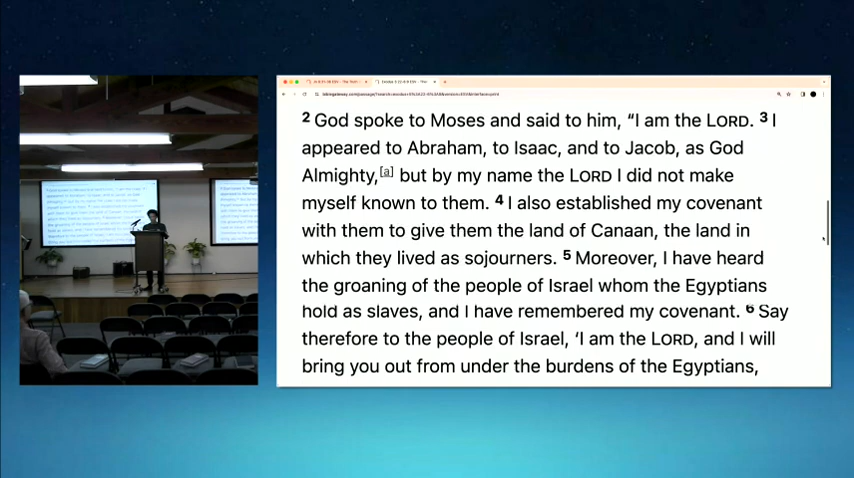 2 God spoke to Moses and said to him, “I am the LORD. 3 I
appeared to Abraham, to Isaac, and to Jacob, as God
Almighty,[a] but by my name the LORD I did not make
myself known to them. 4 I also established my covenant
with them to give them the land of Canaan, the land in
which they lived as sojourners. 5 Moreover, I have heard
the groaning of the people of Israel whom the Egyptians
hold as slaves, and I have remembered my covenant. 6 Say
therefore to the people of Israel, ‘I am the LORD, and I will
bring you out from under the burdens of the Egyptians,